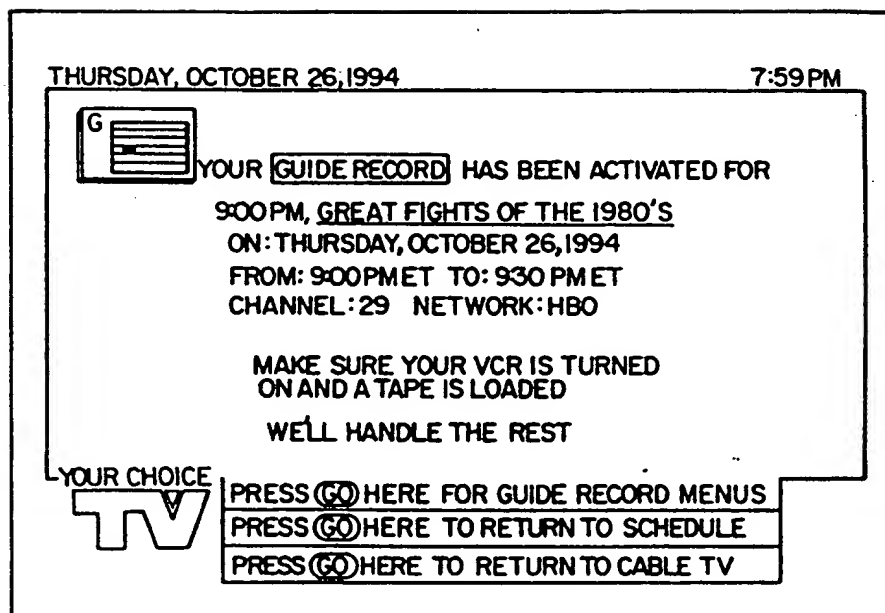 THURSDAY, OCTOBER 26, 1994 7:59 PM
G
YOUR GUIDE RECORD HAS BEEN ACTIVATED FOR
9:00 PM, GREAT FIGHTS OF THE 1980'S
ON: THURSDAY, OCTOBER 26, 1994
FROM: 9:00 PM ET TO: 9:30 PM ET
CHANNEL: 29 NETWORK: HBO
MAKE SURE YOUR VCR IS TURNED
ON AND A TAPE IS LOADED
WE'LL HANDLE THE REST
YOUR CHOICE
TV
PRESS GO HERE FOR GUIDE RECORD MENUS
PRESS GO HERE TO RETURN TO SCHEDULE
PRESS GO HERE TO RETURN TO CABLE TV